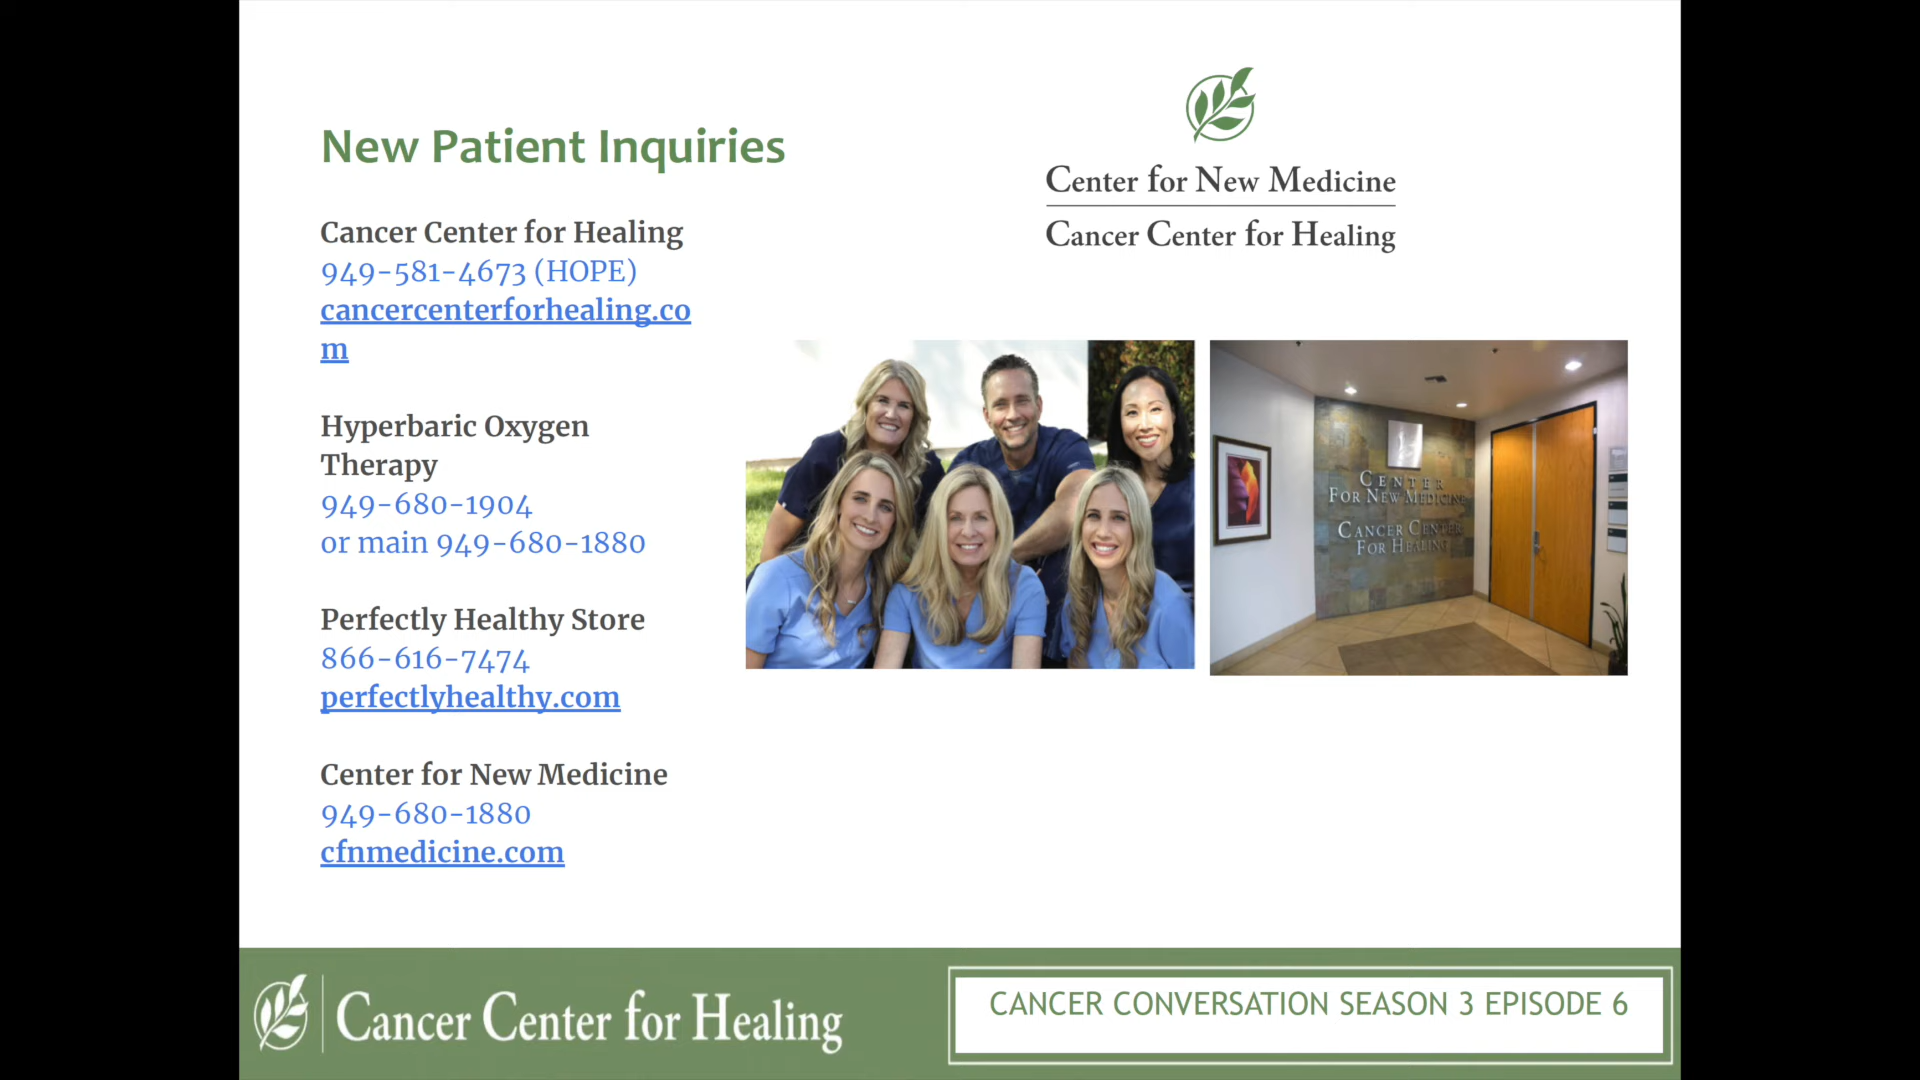 New Patient Inquiries
Cancer Center for Healing
949-581-4673 (HOPE)
cancercenterforhealing.co
m
Hyperbaric Oxygen
Therapy
949-680-1904
or main 949-680-1880
Perfectly Healthy Store
866-616-7474
perfectlyhealthy.com
Center for New Medicine
949-680-1880
cfnmedicine.com
Center for New Medicine
Cancer Center for Healing
CENTER
FOR NEW MEDICINE
CANCER CENTER
FOR HEALING
Cancer Center for Healing
CANCER CONVERSATION SEASON 3 EPISODE 6